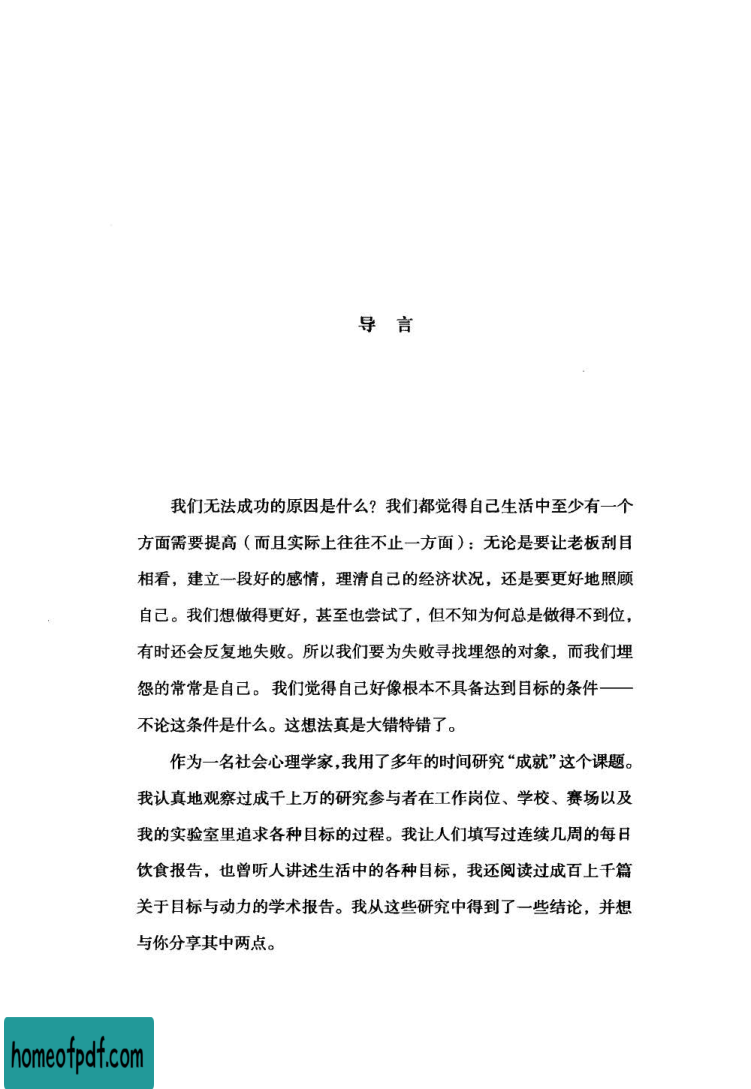 导 言
我们无法成功的原因是什么？我们都觉得自己生活中至少有一个
方面需要提高（而且实际上往往不止一方面）：无论是要让老板刮目
相看，建立一段好的感情，理清自己的经济状况，还是要更好地照顾
自己。我们想做得更好，甚至也尝试了，但不知为何总是做得不到位，
有时还会反复地失败。所以我们要为失败寻找埋怨的对象，而我们埋
怨的常常是自己。我们觉得自己好像根本不具备达到目标的条件——
不论这条件是什么。这想法真是大错特错了。
作为一名社会心理学家，我用了多年的时间研究“成就”这个课题。
我认真地观察过成千上万的研究参与者在工作岗位、学校、赛场以及
我的实验室里追求各种目标的过程。我让人们填写过连续几周的每日
饮食报告，也曾听人讲述生活中的各种目标，我还阅读过成百上千篇
关于目标与动力的学术报告。我从这些研究中得到了一些结论，并想
与你分享其中两点。
homeofpdf.com